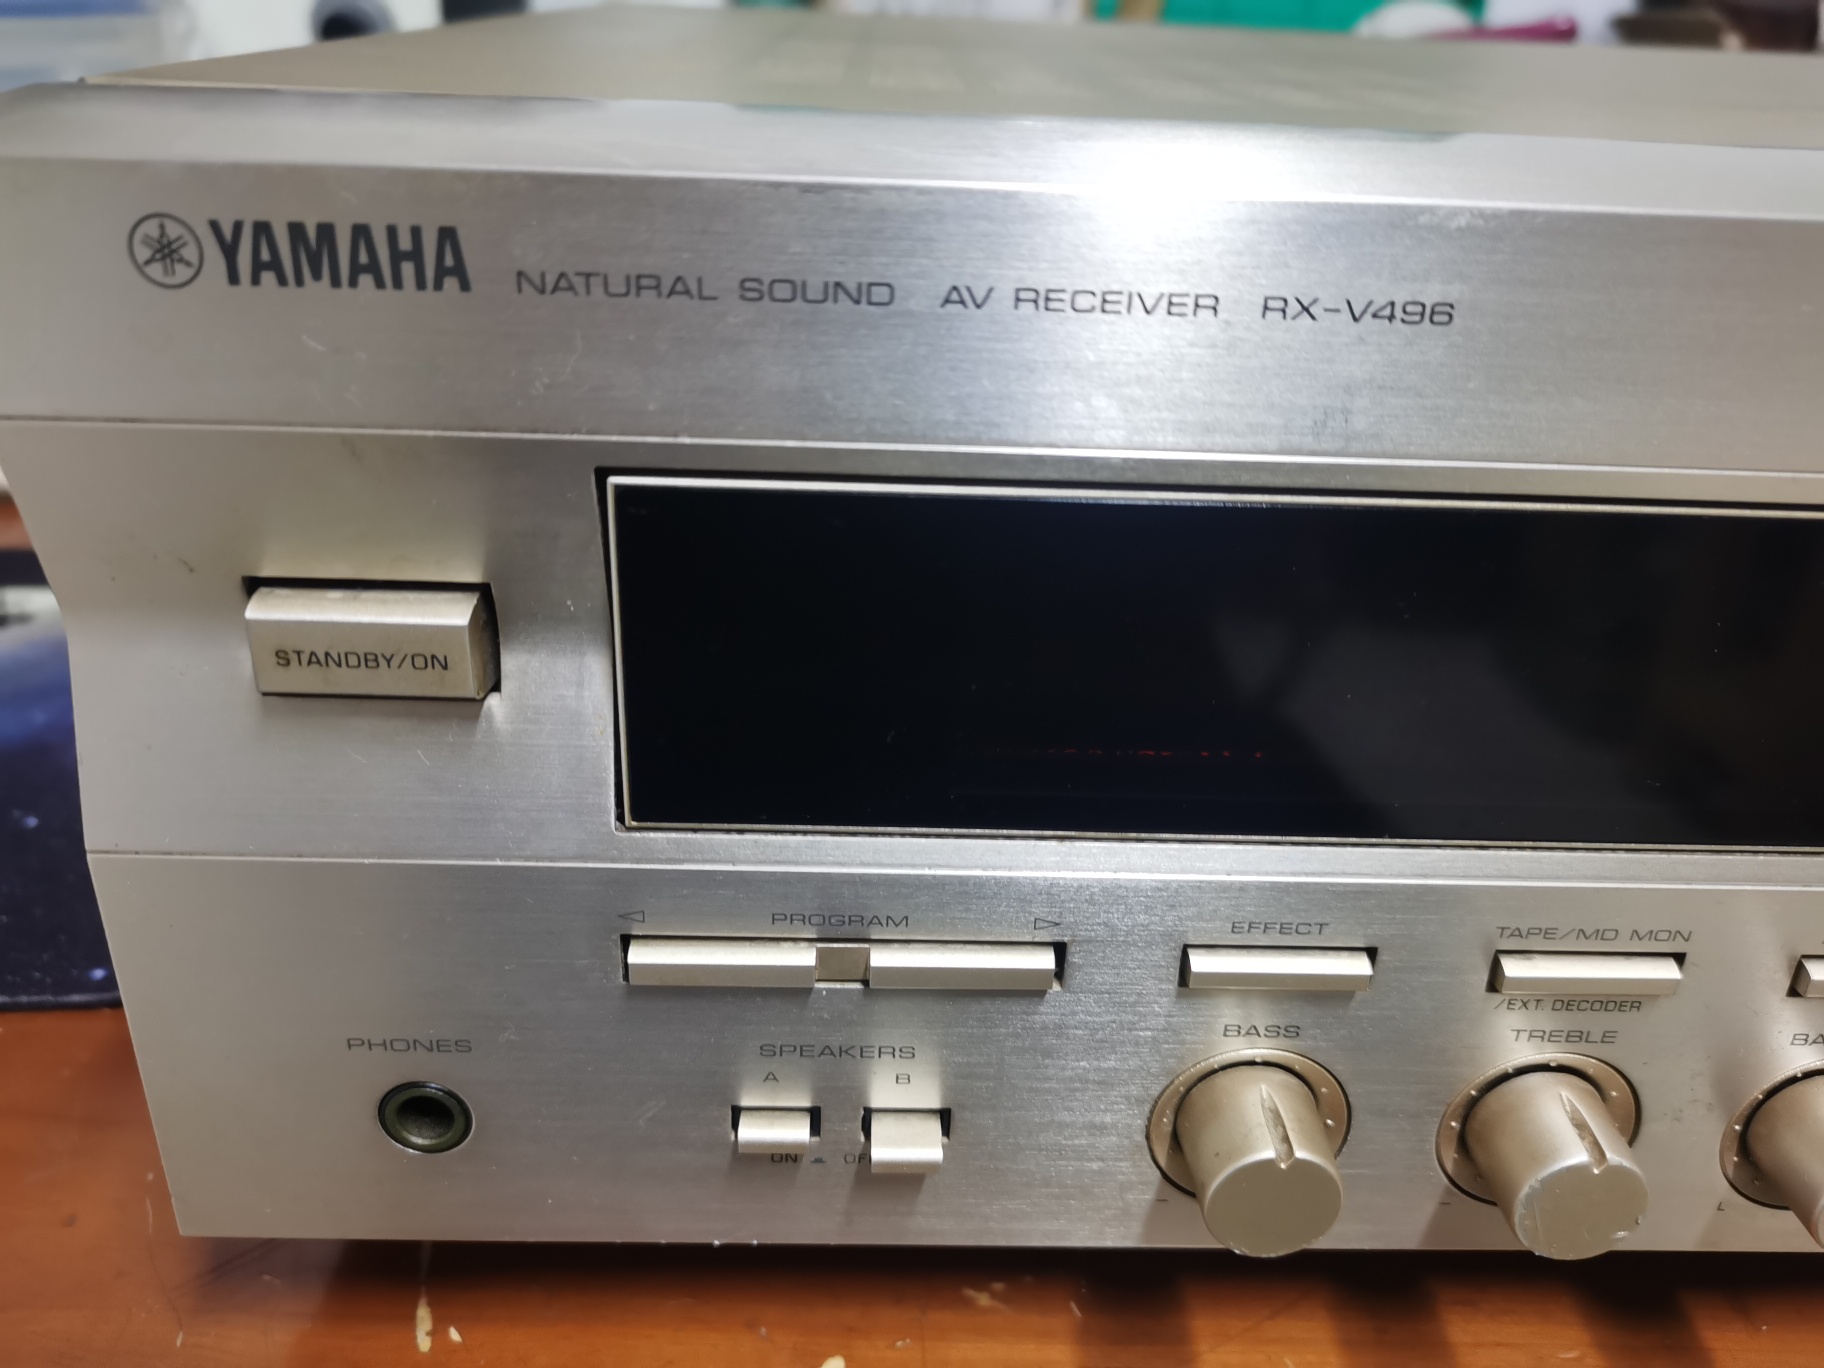 YAMAHA NATURAL SOUND AV RECEIVER RX-V496
STANDBY/ON
PROGRAM
EFFECT
TAPE/MD MON
/EXT. DECODER
PHONES
SPEAKERS
A B
ON
BASS
TREBLE